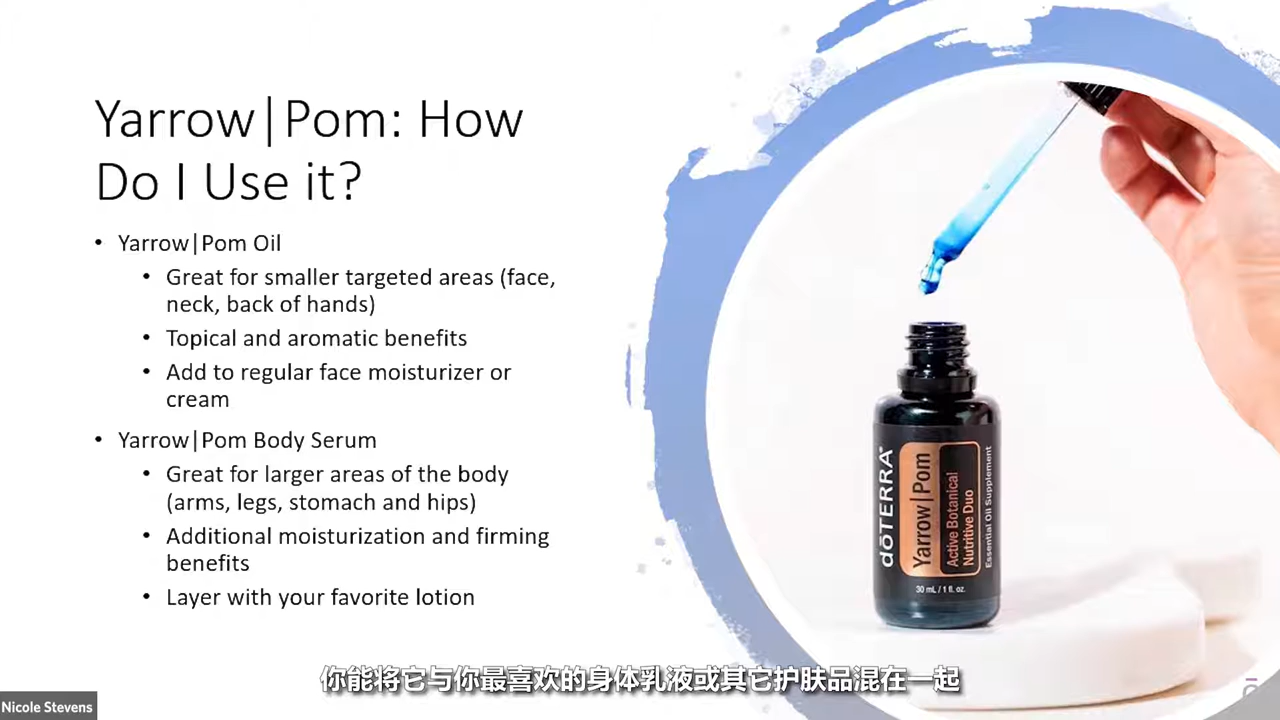 Yarrow|Pom: How
Do I Use it?
• Yarrow|Pom Oil
• Great for smaller targeted areas (face,
neck, back of hands)
• Topical and aromatic benefits
• Add to regular face moisturizer or
cream
• Yarrow|Pom Body Serum
• Great for larger areas of the body
(arms, legs, stomach and hips)
• Additional moisturization and firming
benefits
• Layer with your favorite lotion
dōTERRA®
Yarrow|Pom
Active Botanical
Nutritive Duo
Essential Oil Supplement
30 mL / 1 fl. oz.
你能将它与你最喜欢的身体乳液或其它护肤品混在一起
Nicole Stevens